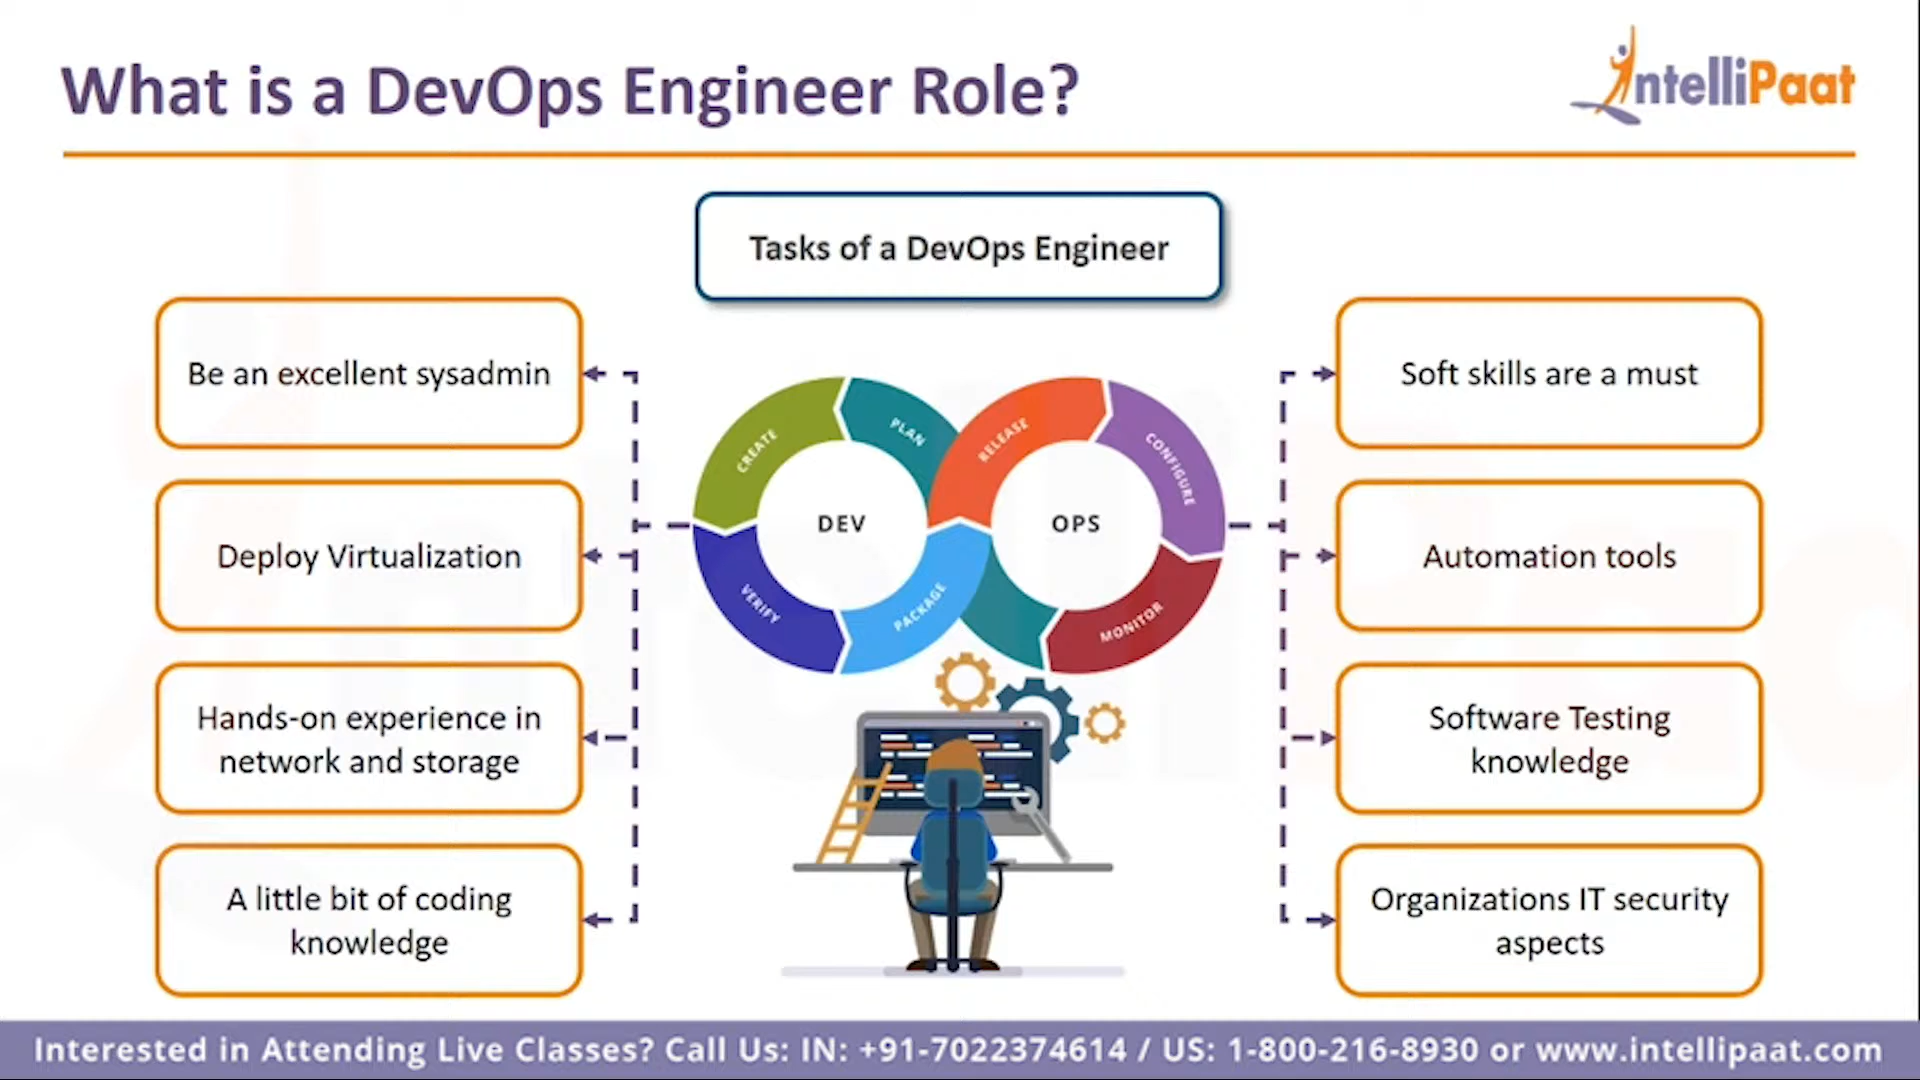 What is a DevOps Engineer Role?
IntelliPaat
Tasks of a DevOps Engineer
Be an excellent sysadmin
Deploy Virtualization
Hands-on experience in
network and storage
A little bit of coding
knowledge
CREATE
PLAN
RELEASE
CONFIGURE
DEV
OPS
VERIFY
PACKAGE
MONITOR
Soft skills are a must
Automation tools
Software Testing
knowledge
Organizations IT security
aspects
Interested in Attending Live Classes? Call Us: IN: +91-7022374614 / US: 1-800-216-8930 or www.intellipaat.com